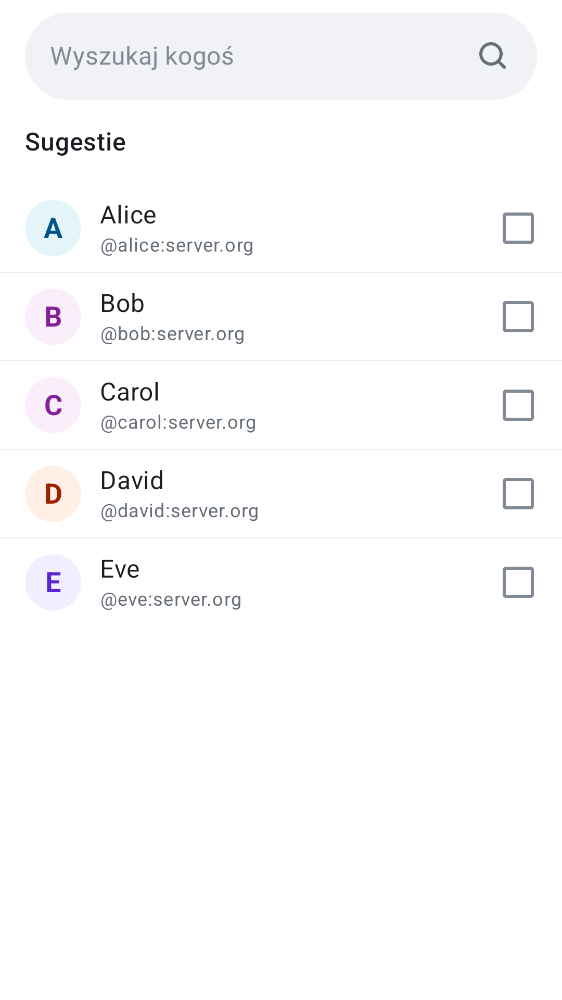 Wyszukaj kogoś
Sugestie
A
Alice
@alice:server.org
B
Bob
@bob:server.org
C
Carol
@carol:server.org
D
David
@david:server.org
E
Eve
@eve:server.org